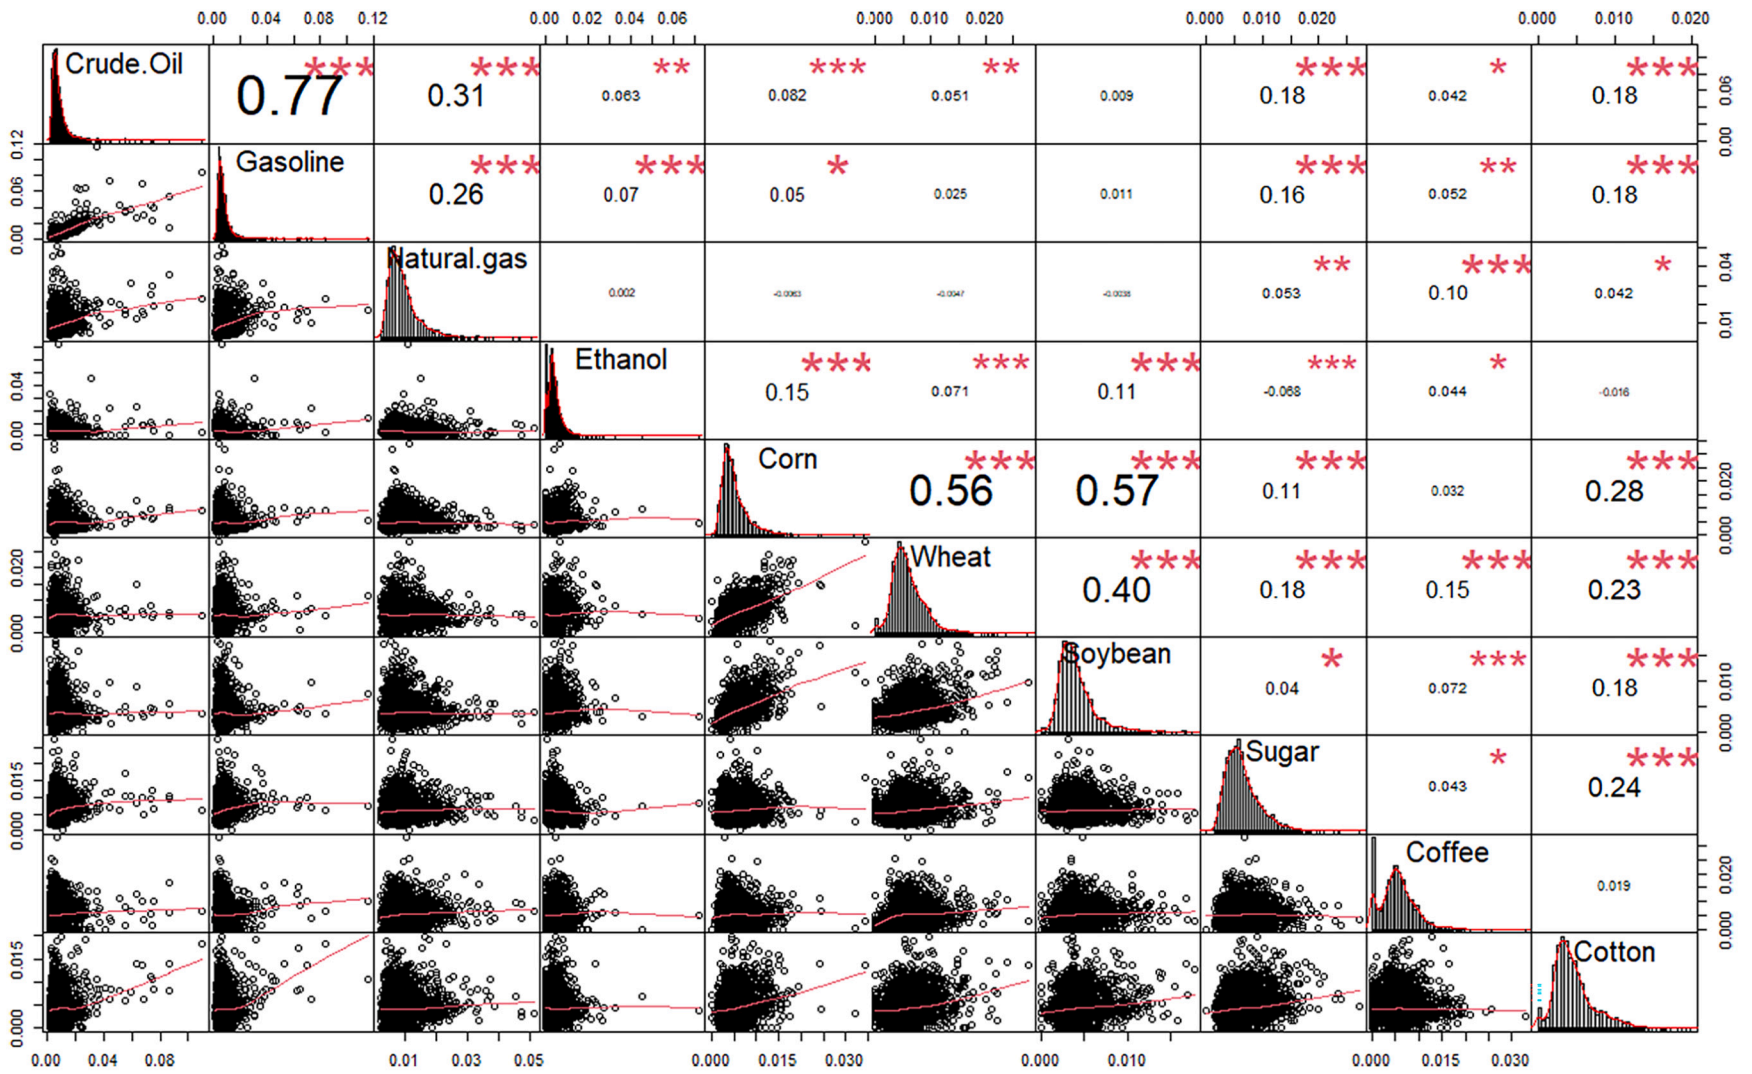 0.00 0.04 0.08 0.12 0.00 0.02 0.04 0.06 0.000 0.010 0.020 0.000 0.010 0.020 0.000 0.010 0.020
Crude.Oil 0.77 *** 0.31 *** 0.063 ** 0.082 *** 0.051 ** 0.009 0.18 *** 0.042 * 0.18 *** 0.00 0.06
0.00 0.06 0.12 Gasoline 0.26 *** 0.07 *** 0.05 * 0.025 0.011 0.16 *** 0.052 ** 0.18 ***
Natural.gas 0.002 -0.0063 -0.0047 -0.0038 0.053 ** 0.10 *** 0.042 * 0.01 0.04
0.00 0.04 Ethanol 0.15 *** 0.071 *** 0.11 *** -0.068 *** 0.044 * -0.016
Corn 0.56 *** 0.57 *** 0.11 *** 0.032 0.28 *** 0.000 0.020
0.000 0.020 Wheat 0.40 *** 0.18 *** 0.15 *** 0.23 ***
Soybean 0.04 * 0.072 *** 0.18 *** 0.000 0.010
0.000 0.015 Sugar 0.043 * 0.24 ***
Coffee 0.019 0.000 0.020
0.000 0.015 Cotton
0.00 0.04 0.08 0.01 0.03 0.05 0.000 0.015 0.030 0.000 0.010 0.000 0.015 0.030